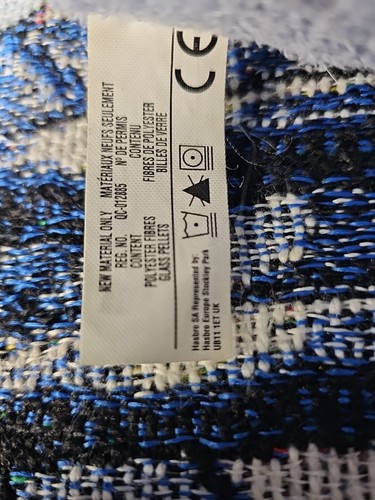 NEW MATERIAL ONLY
REG. NO. QC-012885
CONTENT
POLYESTER FIBRES
GLASS PELLETS
MATÉRIAUX NEUFS SEULEMENT
Nº DE PERMIS
CONTENU
FIBRES DE POLYESTER
BILLES DE VERRE
CE
Hasbro SA Represented by:
Hasbro Europe Stockley Park
UB11 1ET UK